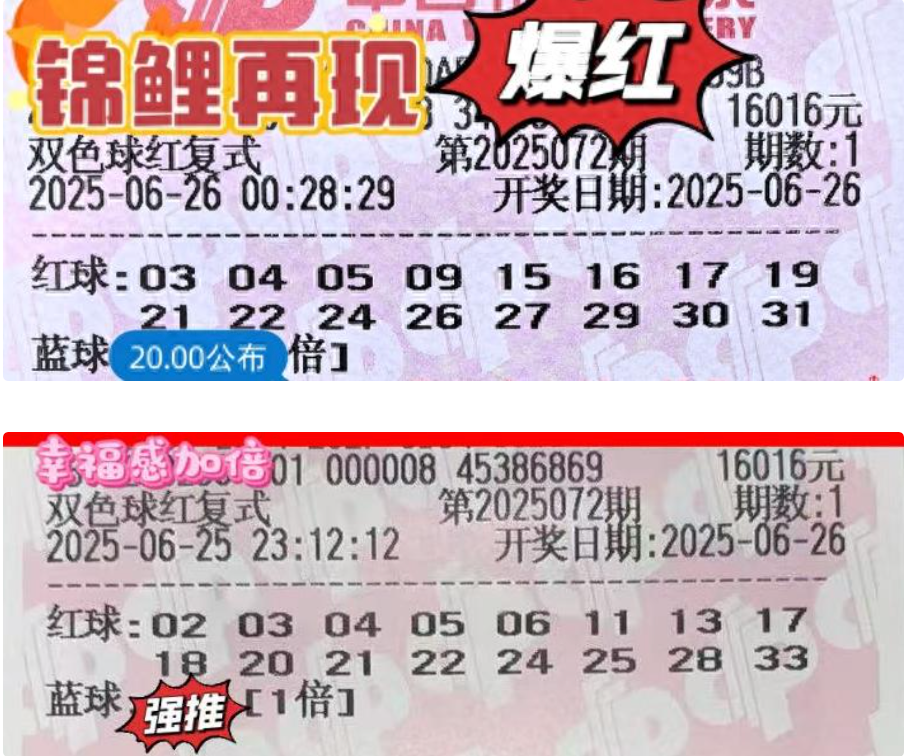 锦鲤再现
爆红
16016元
双色球红复式 第2025072期 期数:1
2025-06-26 00:28:29 开奖日期:2025-06-26
红球:03 04 05 09 15 16 17 19
21 22 24 26 27 29 30 31
蓝球 20.00公布 倍]
幸福感加倍
01 000008 45386869 16016元
双色球红复式 第2025072期 期数:1
2025-06-25 23:12:12 开奖日期:2025-06-26
红球:02 03 04 05 06 11 13 17
18 20 21 22 24 25 28 33
蓝球 强推 [1倍]